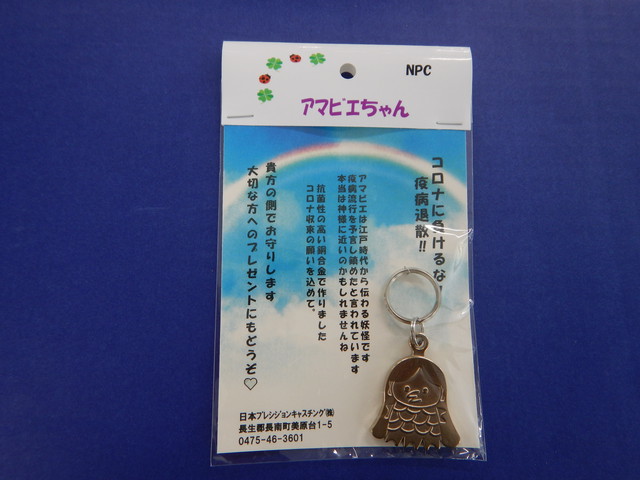 NPC
アマビエちゃん
コロナに負けるな!
疫病退散!!
アマビエは江戸時代から伝わる妖怪です
疫病流行を予言し鎮めたと言われています
本当は神様に近いのかもしれませんね
抗菌性の高い銅合金で作りました
コロナ収束の願いを込めて。
貴方の側でお守りします
大切な方へのプレゼントにもどうぞ♡
日本プレシジョンキャスチング㈱
長生郡長南町美原台1-5
0475-46-3601